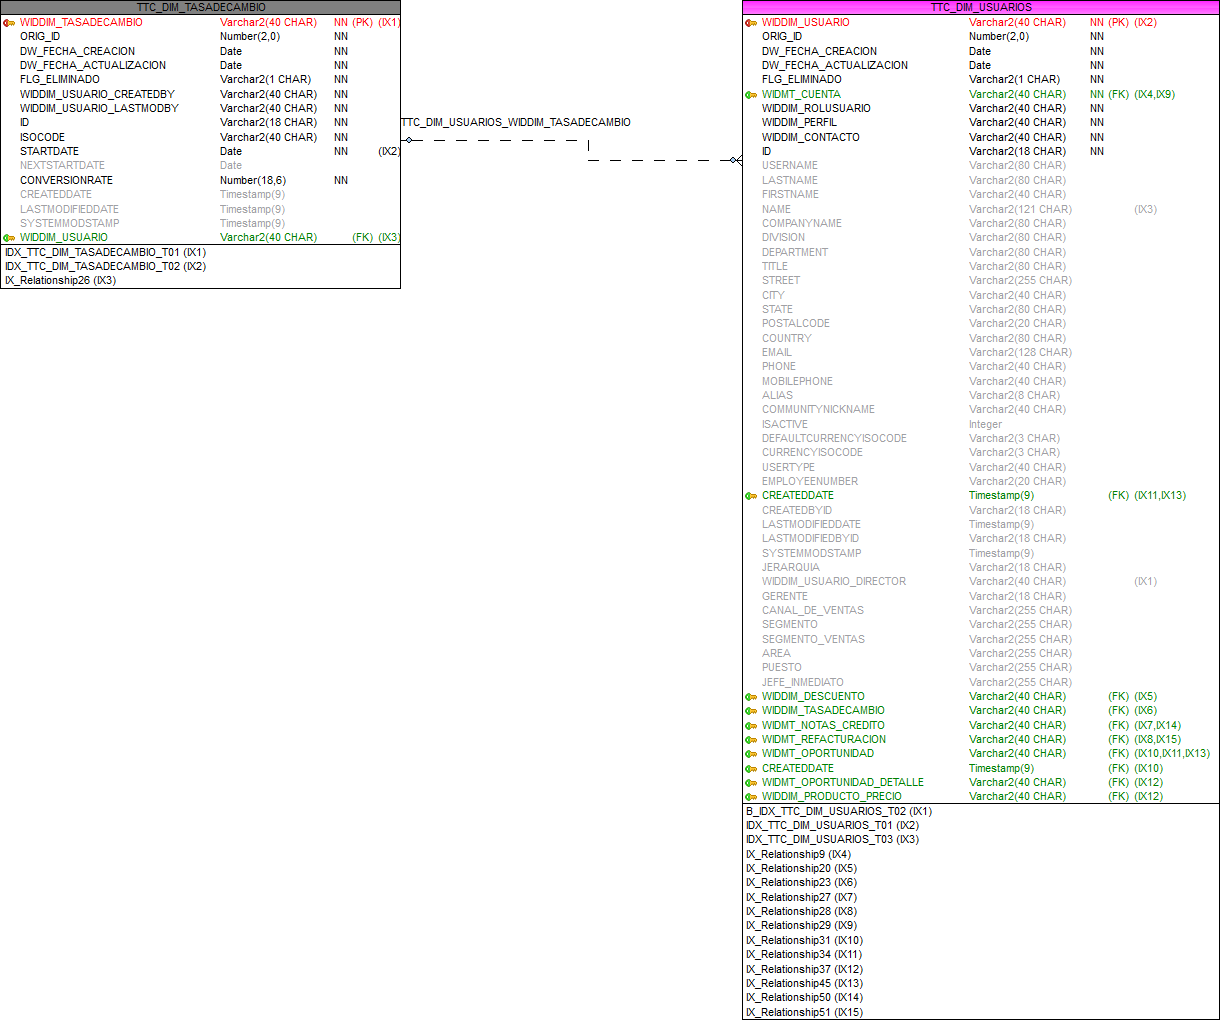 TTC_DIM_TASADECAMBIO
WIDDIM_TASADECAMBIO Varchar2(40 CHAR) NN (PK) (IX1)
ORIG_ID Number(2,0) NN
DW_FECHA_CREACION Date NN
DW_FECHA_ACTUALIZACION Date NN
FLG_ELIMINADO Varchar2(1 CHAR) NN
WIDDIM_USUARIO_CREATEDBY Varchar2(40 CHAR) NN
WIDDIM_USUARIO_LASTMODBY Varchar2(40 CHAR) NN
ID Varchar2(18 CHAR) NN
ISOCODE Varchar2(40 CHAR) NN
STARTDATE Date NN (IX2)
NEXTSTARTDATE Date
CONVERSIONRATE Number(18,6) NN
CREATEDDATE Timestamp(9)
LASTMODIFIEDDATE Timestamp(9)
SYSTEMMODSTAMP Timestamp(9)
WIDDIM_USUARIO Varchar2(40 CHAR) (FK) (IX3)
IDX_TTC_DIM_TASADECAMBIO_T01 (IX1)
IDX_TTC_DIM_TASADECAMBIO_T02 (IX2)
IX_Relationship26 (IX3)
TTC_DIM_USUARIOS_WIDDIM_TASADECAMBIO
TTC_DIM_USUARIOS
WIDDIM_USUARIO Varchar2(40 CHAR) NN (PK) (IX2)
ORIG_ID Number(2,0) NN
DW_FECHA_CREACION Date NN
DW_FECHA_ACTUALIZACION Date NN
FLG_ELIMINADO Varchar2(1 CHAR) NN
WIDMT_CUENTA Varchar2(40 CHAR) NN (FK) (IX4,IX9)
WIDDIM_ROLUSUARIO Varchar2(40 CHAR) NN
WIDDIM_PERFIL Varchar2(40 CHAR) NN
WIDDIM_CONTACTO Varchar2(40 CHAR) NN
ID Varchar2(18 CHAR) NN
USERNAME Varchar2(80 CHAR)
LASTNAME Varchar2(80 CHAR)
FIRSTNAME Varchar2(40 CHAR)
NAME Varchar2(121 CHAR) (IX3)
COMPANYNAME Varchar2(80 CHAR)
DIVISION Varchar2(80 CHAR)
DEPARTMENT Varchar2(80 CHAR)
TITLE Varchar2(80 CHAR)
STREET Varchar2(255 CHAR)
CITY Varchar2(40 CHAR)
STATE Varchar2(80 CHAR)
POSTALCODE Varchar2(20 CHAR)
COUNTRY Varchar2(80 CHAR)
EMAIL Varchar2(128 CHAR)
PHONE Varchar2(40 CHAR)
MOBILEPHONE Varchar2(40 CHAR)
ALIAS Varchar2(8 CHAR)
COMMUNITYNICKNAME Varchar2(40 CHAR)
ISACTIVE Integer
DEFAULTCURRENCYISOCODE Varchar2(3 CHAR)
CURRENCYISOCODE Varchar2(3 CHAR)
USERTYPE Varchar2(40 CHAR)
EMPLOYEENUMBER Varchar2(20 CHAR)
CREATEDDATE Timestamp(9) (FK) (IX11,IX13)
CREATEDBYID Varchar2(18 CHAR)
LASTMODIFIEDDATE Timestamp(9)
LASTMODIFIEDBYID Varchar2(18 CHAR)
SYSTEMMODSTAMP Timestamp(9)
JERARQUIA Varchar2(18 CHAR)
WIDDIM_USUARIO_DIRECTOR Varchar2(40 CHAR) (IX1)
GERENTE Varchar2(18 CHAR)
CANAL_DE_VENTAS Varchar2(255 CHAR)
SEGMENTO Varchar2(255 CHAR)
SEGMENTO_VENTAS Varchar2(255 CHAR)
AREA Varchar2(255 CHAR)
PUESTO Varchar2(255 CHAR)
JEFE_INMEDIATO Varchar2(255 CHAR)
WIDDIM_DESCUENTO Varchar2(40 CHAR) (FK) (IX5)
WIDDIM_TASADECAMBIO Varchar2(40 CHAR) (FK) (IX6)
WIDMT_NOTAS_CREDITO Varchar2(40 CHAR) (FK) (IX7,IX14)
WIDMT_REFACTURACION Varchar2(40 CHAR) (FK) (IX8,IX15)
WIDMT_OPORTUNIDAD Varchar2(40 CHAR) (FK) (IX10,IX11,IX13)
CREATEDDATE Timestamp(9) (FK) (IX10)
WIDMT_OPORTUNIDAD_DETALLE Varchar2(40 CHAR) (FK) (IX12)
WIDDIM_PRODUCTO_PRECIO Varchar2(40 CHAR) (FK) (IX12)
B_IDX_TTC_DIM_USUARIOS_T02 (IX1)
IDX_TTC_DIM_USUARIOS_T01 (IX2)
IDX_TTC_DIM_USUARIOS_T03 (IX3)
IX_Relationship9 (IX4)
IX_Relationship20 (IX5)
IX_Relationship23 (IX6)
IX_Relationship27 (IX7)
IX_Relationship28 (IX8)
IX_Relationship29 (IX9)
IX_Relationship31 (IX10)
IX_Relationship34 (IX11)
IX_Relationship37 (IX12)
IX_Relationship45 (IX13)
IX_Relationship50 (IX14)
IX_Relationship51 (IX15)